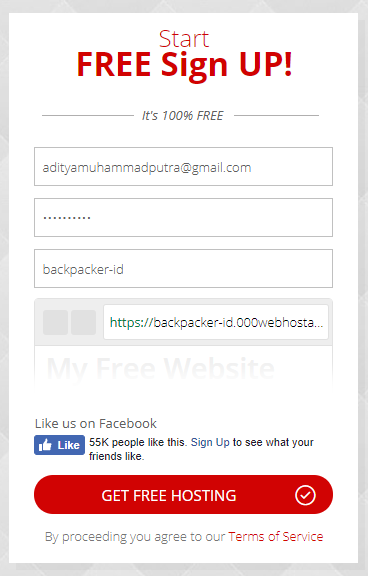 Start
FREE Sign UP!
It's 100% FREE
adityamuhammadputra@gmail.com
••••••••••
backpacker-id
https://backpacker-id.000webhosta...
My Free Website
Like us on Facebook
Like
55K people like this. Sign Up to see what your
friends like.
GET FREE HOSTING
By proceeding you agree to our Terms of Service